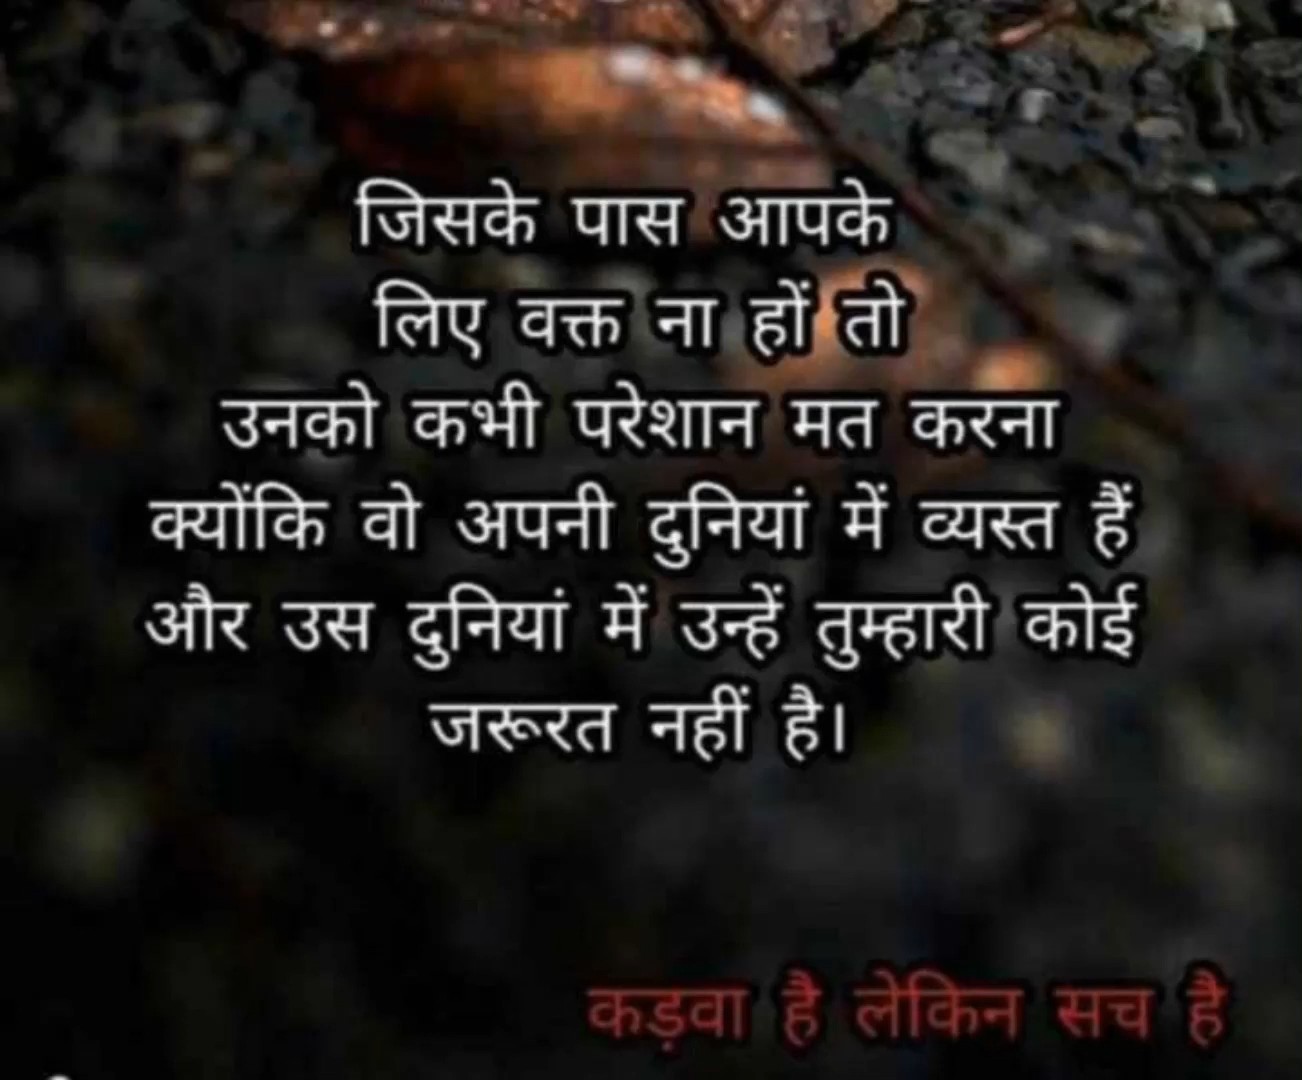 जिसके पास आपके
लिए वक्त ना हों तो
उनको कभी परेशान मत करना
क्योंकि वो अपनी दुनियां में व्यस्त हैं
और उस दुनियां में उन्हें तुम्हारी कोई
जरूरत नहीं है।
कड़वा है लेकिन सच है